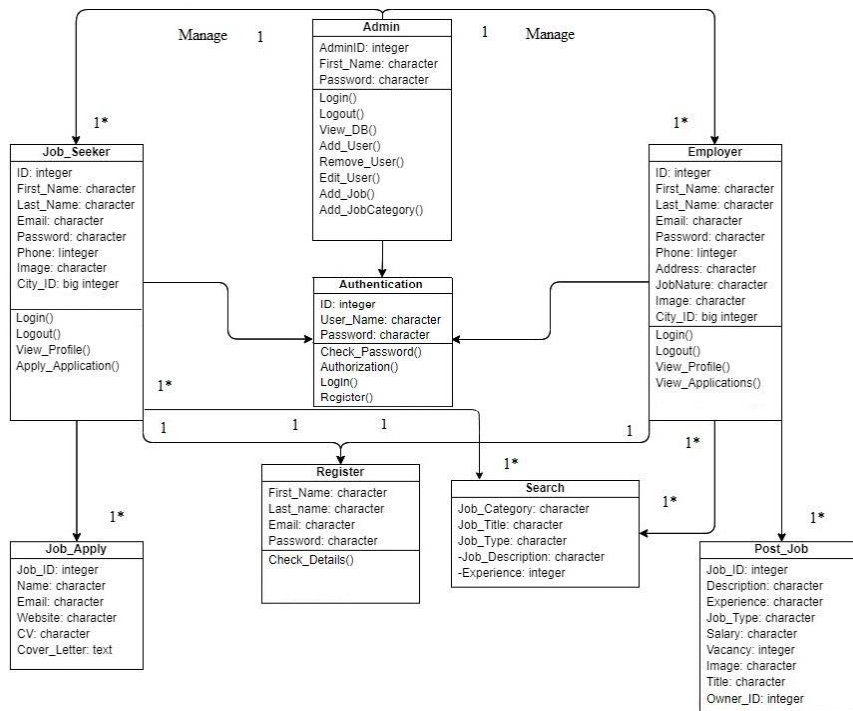 Manage
1
Admin
AdminID: integer
First_Name: character
Password: character
Login()
Logout()
View_DB()
Add_User()
Remove_User()
Edit_User()
Add_Job()
Add_JobCategory()
1
Manage
1*
1*
Job_Seeker
ID: integer
First_Name: character
Last_Name: character
Email: character
Password: character
Phone: Iinteger
Image: character
City_ID: big integer
Login()
Logout()
View_Profile()
Apply_Application()
Employer
ID: integer
First_Name: character
Last_Name: character
Email: character
Password: character
Phone: Iinteger
Address: character
JobNature: character
Image: character
City_ID: big integer
Login()
Logout()
View_Profile()
View_Applications()
Authentication
ID: integer
User_Name: character
Password: character
Check_Password()
Authorization()
LogIn()
Register()
1*
1
1
1
1
1*
1*
1*
1*
1*
Register
First_Name: character
Last_name: character
Email: character
Password: character
Check_Details()
Search
Job_Category: character
Job_Title: character
Job_Type: character
-Job_Description: character
-Experience: integer
Job_Apply
Job_ID: integer
Name: character
Email: character
Website: character
CV: character
Cover_Letter: text
Post_Job
Job_ID: integer
Description: character
Experience: character
Job_Type: character
Salary: character
Vacancy: integer
Image: character
Title: character
Owner_ID: integer